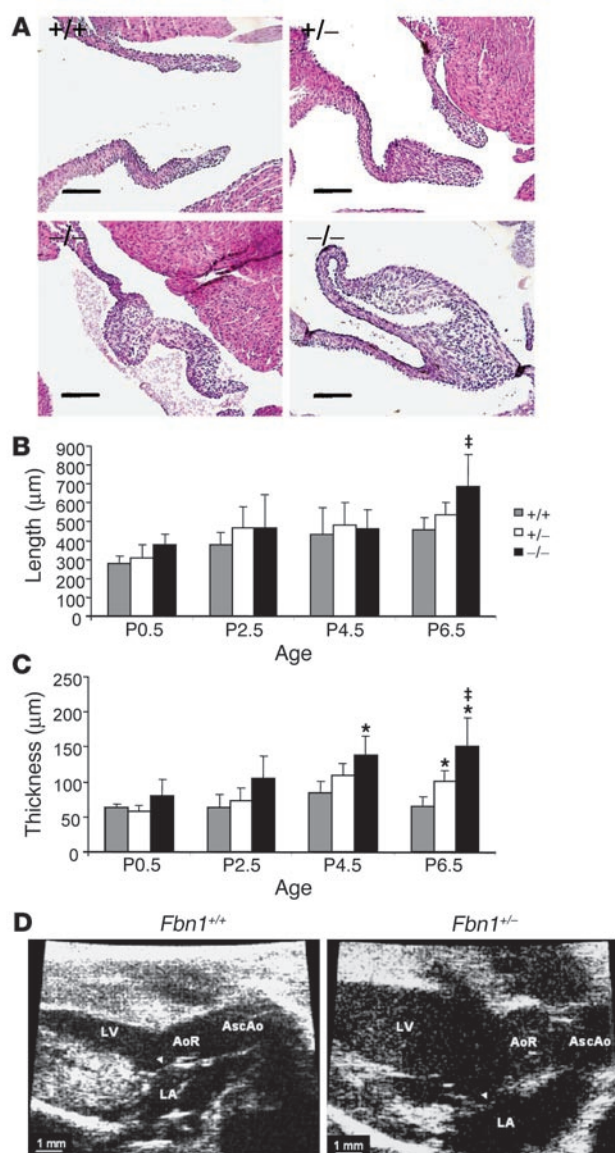 A
+/+
+/–
–/–
–/–
B
Length (µm)
900
800
700
600
500
400
300
200
100
0
‡
+/+
+/–
–/–
P0.5 P2.5 P4.5 P6.5
Age
C
Thickness (µm)
250
200
150
100
50
0
*
*
‡
*
P0.5 P2.5 P4.5 P6.5
Age
D
Fbn1+/+
Fbn1+/–
LV
AoR
AscAo
LA
1 mm
LV
AoR
AscAo
LA
1 mm